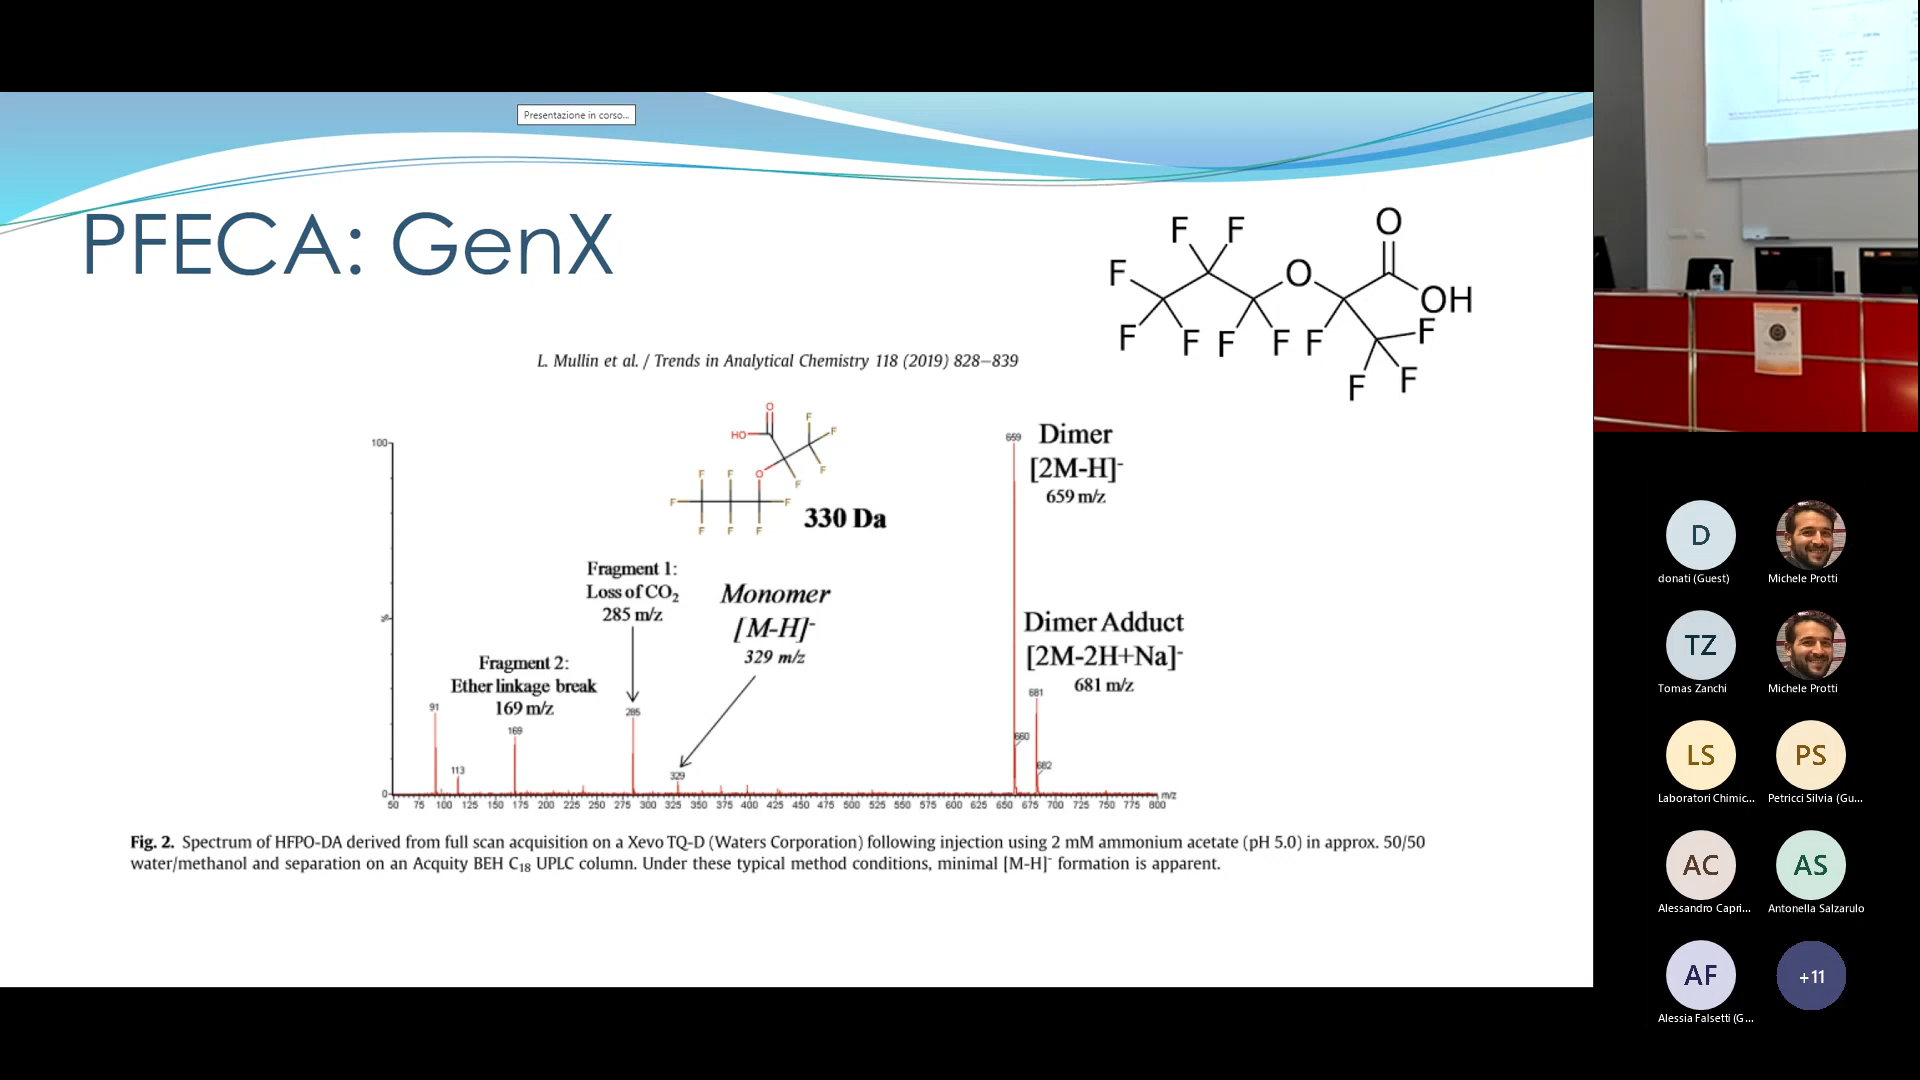 Presentazione in corso...
PFECA: GenX
F F O
F O OH
F F F F F F
F F
L. Mullin et al. / Trends in Analytical Chemistry 118 (2019) 828–839
O
HO F F
F
F F O F
F F
F F F
330 Da
659
Dimer
[2M-H]-
659 m/z
Dimer Adduct
[2M-2H+Na]-
681 m/z
681
660
682
Fragment 1:
Loss of CO2
285 m/z
285
Monomer
[M-H]-
329 m/z
329
Fragment 2:
Ether linkage break
169 m/z
169
91
113
100
%
0
50 75 100 125 150 175 200 225 250 275 300 325 350 375 400 425 450 475 500 525 550 575 600 625 650 675 700 725 750 775 800 m/z
Fig. 2. Spectrum of HFPO-DA derived from full scan acquisition on a Xevo TQ-D (Waters Corporation) following injection using 2 mM ammonium acetate (pH 5.0) in approx. 50/50
water/methanol and separation on an Acquity BEH C18 UPLC column. Under these typical method conditions, minimal [M-H]- formation is apparent.
D
donati (Guest)
Michele Protti
TZ
Tomas Zanchi
Michele Protti
LS
Laboratori Chimic...
PS
Petricci Silvia (Gu...
AC
Alessandro Capri...
AS
Antonella Salzarulo
AF
Alessia Falsetti (G...
+11